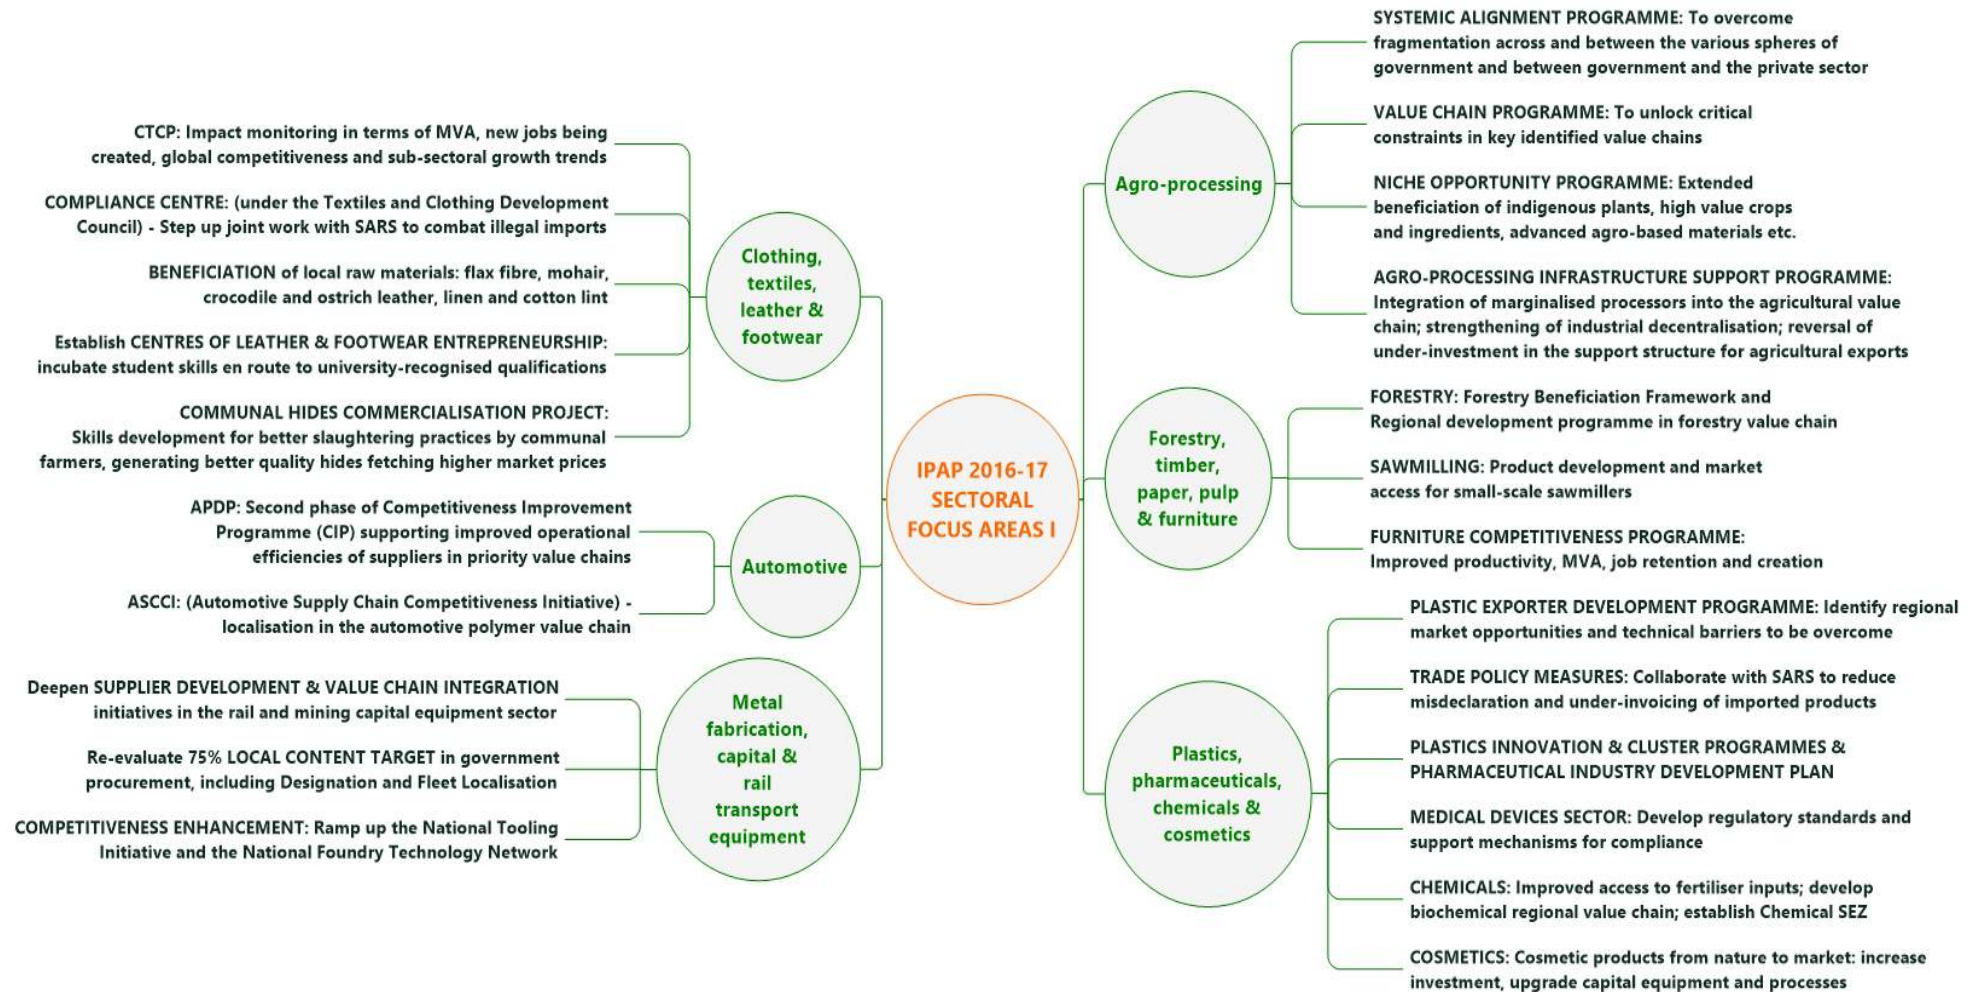 CTCP: Impact monitoring in terms of MVA, new jobs being
created, global competitiveness and sub-sectoral growth trends
COMPLIANCE CENTRE: (under the Textiles and Clothing Development
Council) - Step up joint work with SARS to combat illegal imports
BENEFICIATION of local raw materials: flax fibre, mohair,
crocodile and ostrich leather, linen and cotton lint
Establish CENTRES OF LEATHER & FOOTWEAR ENTREPRENEURSHIP:
incubate student skills en route to university-recognised qualifications
COMMUNAL HIDES COMMERCIALISATION PROJECT:
Skills development for better slaughtering practices by communal
farmers, generating better quality hides fetching higher market prices
Clothing,
textiles,
leather &
footwear
APDP: Second phase of Competitiveness Improvement
Programme (CIP) supporting improved operational
efficiencies of suppliers in priority value chains
ASCCI: (Automotive Supply Chain Competitiveness Initiative) -
localisation in the automotive polymer value chain
Automotive
Deepen SUPPLIER DEVELOPMENT & VALUE CHAIN INTEGRATION
initiatives in the rail and mining capital equipment sector
Re-evaluate 75% LOCAL CONTENT TARGET in government
procurement, including Designation and Fleet Localisation
COMPETITIVENESS ENHANCEMENT: Ramp up the National Tooling
Initiative and the National Foundry Technology Network
Metal
fabrication,
capital &
rail
transport
equipment
IPAP 2016-17
SECTORAL
FOCUS AREAS I
Agro-processing
SYSTEMIC ALIGNMENT PROGRAMME: To overcome
fragmentation across and between the various spheres of
government and between government and the private sector
VALUE CHAIN PROGRAMME: To unlock critical
constraints in key identified value chains
NICHE OPPORTUNITY PROGRAMME: Extended
beneficiation of indigenous plants, high value crops
and ingredients, advanced agro-based materials etc.
AGRO-PROCESSING INFRASTRUCTURE SUPPORT PROGRAMME:
Integration of marginalised processors into the agricultural value
chain; strengthening of industrial decentralisation; reversal of
under-investment in the support structure for agricultural exports
Forestry,
timber,
paper, pulp
& furniture
FORESTRY: Forestry Beneficiation Framework and
Regional development programme in forestry value chain
SAWMILLING: Product development and market
access for small-scale sawmillers
FURNITURE COMPETITIVENESS PROGRAMME:
Improved productivity, MVA, job retention and creation
Plastics,
pharmaceuticals,
chemicals &
cosmetics
PLASTIC EXPORTER DEVELOPMENT PROGRAMME: Identify regional
market opportunities and technical barriers to be overcome
TRADE POLICY MEASURES: Collaborate with SARS to reduce
misdeclaration and under-invoicing of imported products
PLASTICS INNOVATION & CLUSTER PROGRAMMES &
PHARMACEUTICAL INDUSTRY DEVELOPMENT PLAN
MEDICAL DEVICES SECTOR: Develop regulatory standards and
support mechanisms for compliance
CHEMICALS: Improved access to fertiliser inputs; develop
biochemical regional value chain; establish Chemical SEZ
COSMETICS: Cosmetic products from nature to market: increase
investment, upgrade capital equipment and processes